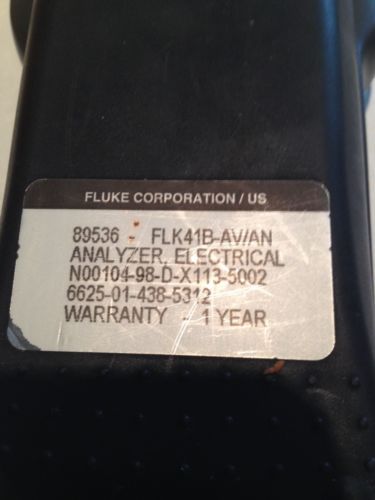 FLUKE CORPORATION / US
89536 - FLK41B-AV/AN
ANALYZER, ELECTRICAL
N00104-98-D-X113-5002
6625-01-438-5312
WARRANTY - 1 YEAR